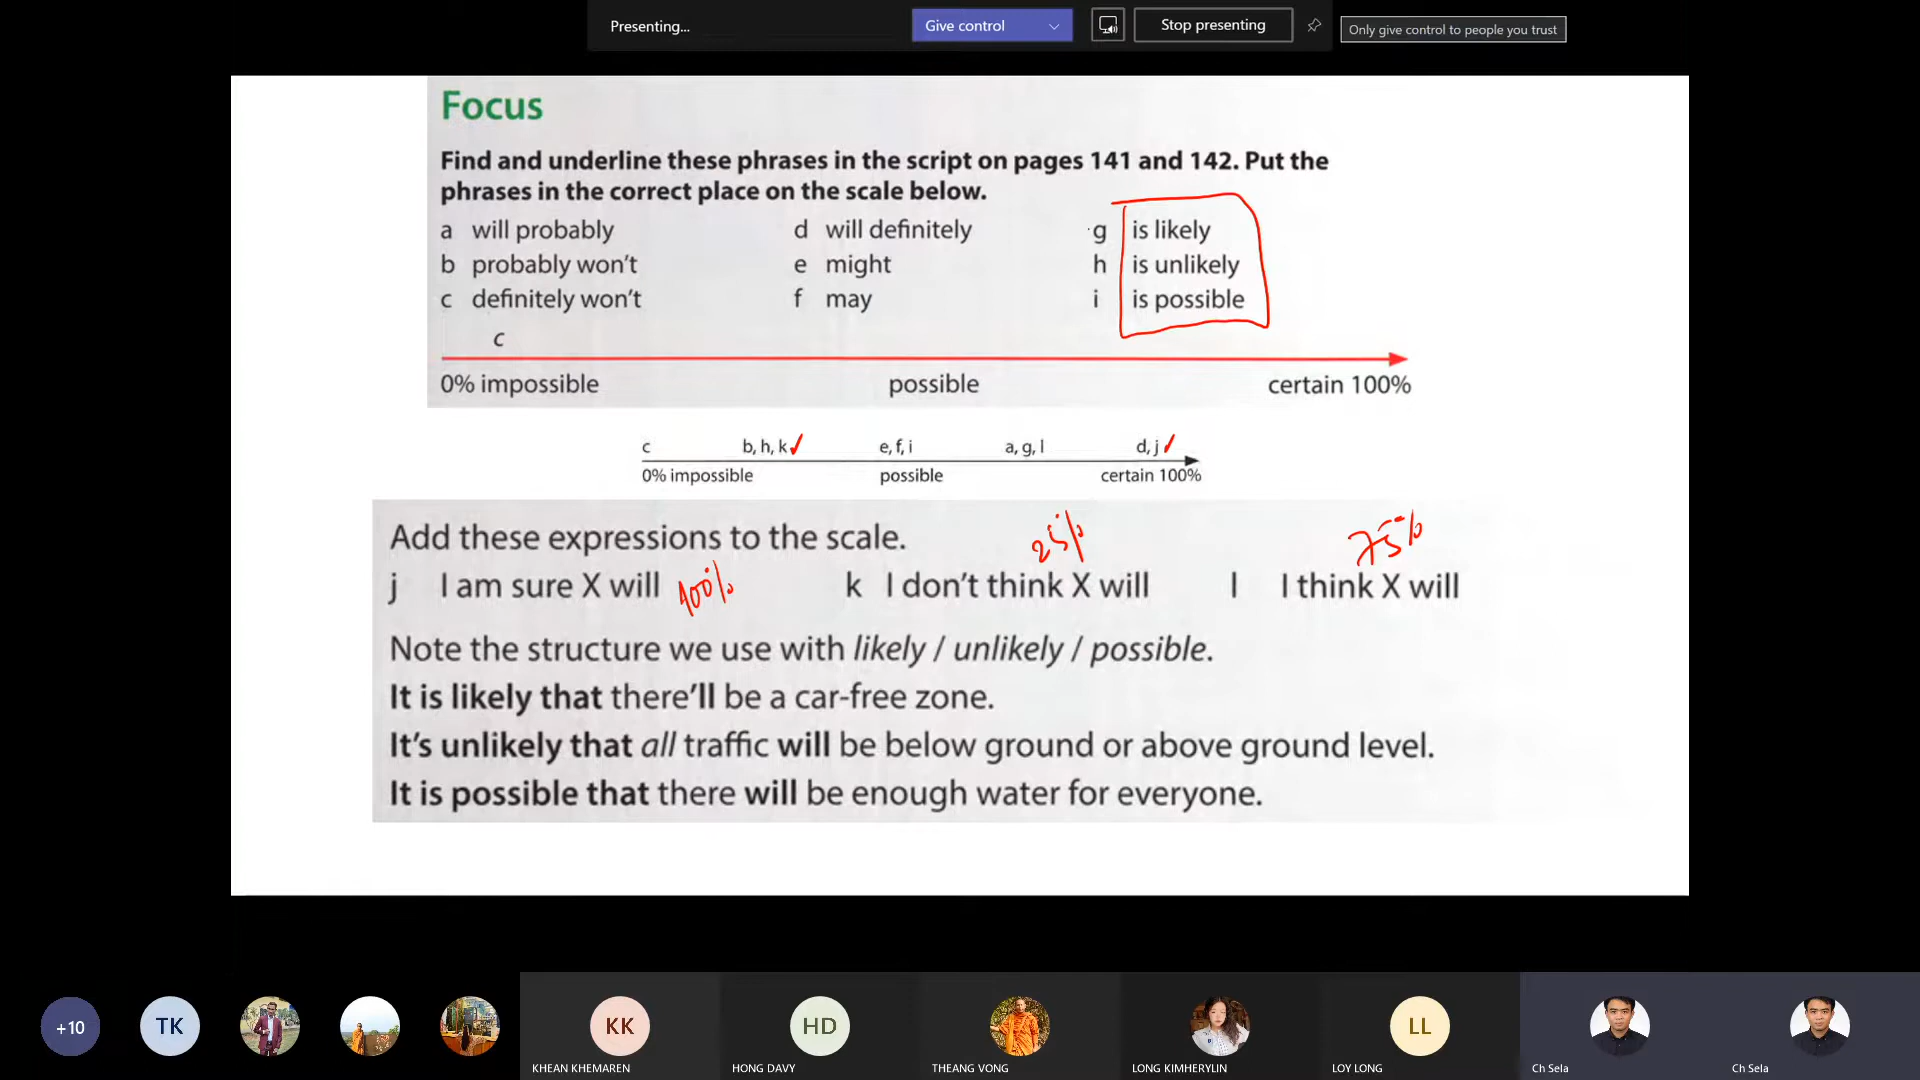 Presenting...
Give control
Stop presenting
Only give control to people you trust
Focus
Find and underline these phrases in the script on pages 141 and 142. Put the
phrases in the correct place on the scale below.
a will probably d will definitely g is likely
b probably won't e might h is unlikely
c definitely won't f may i is possible
c
0% impossible possible certain 100%
c b, h, k e, f, i a, g, l d, j
0% impossible possible certain 100%
Add these expressions to the scale.
25% 75%
j I am sure X will 100% k I don't think X will l I think X will
Note the structure we use with likely / unlikely / possible.
It is likely that there'll be a car-free zone.
It's unlikely that all traffic will be below ground or above ground level.
It is possible that there will be enough water for everyone.
+10 TK KK HD LL
KHEAN KHEMAREN HONG DAVY THEANG VONG LONG KIMHERYLIN LOY LONG Ch Sela Ch Sela